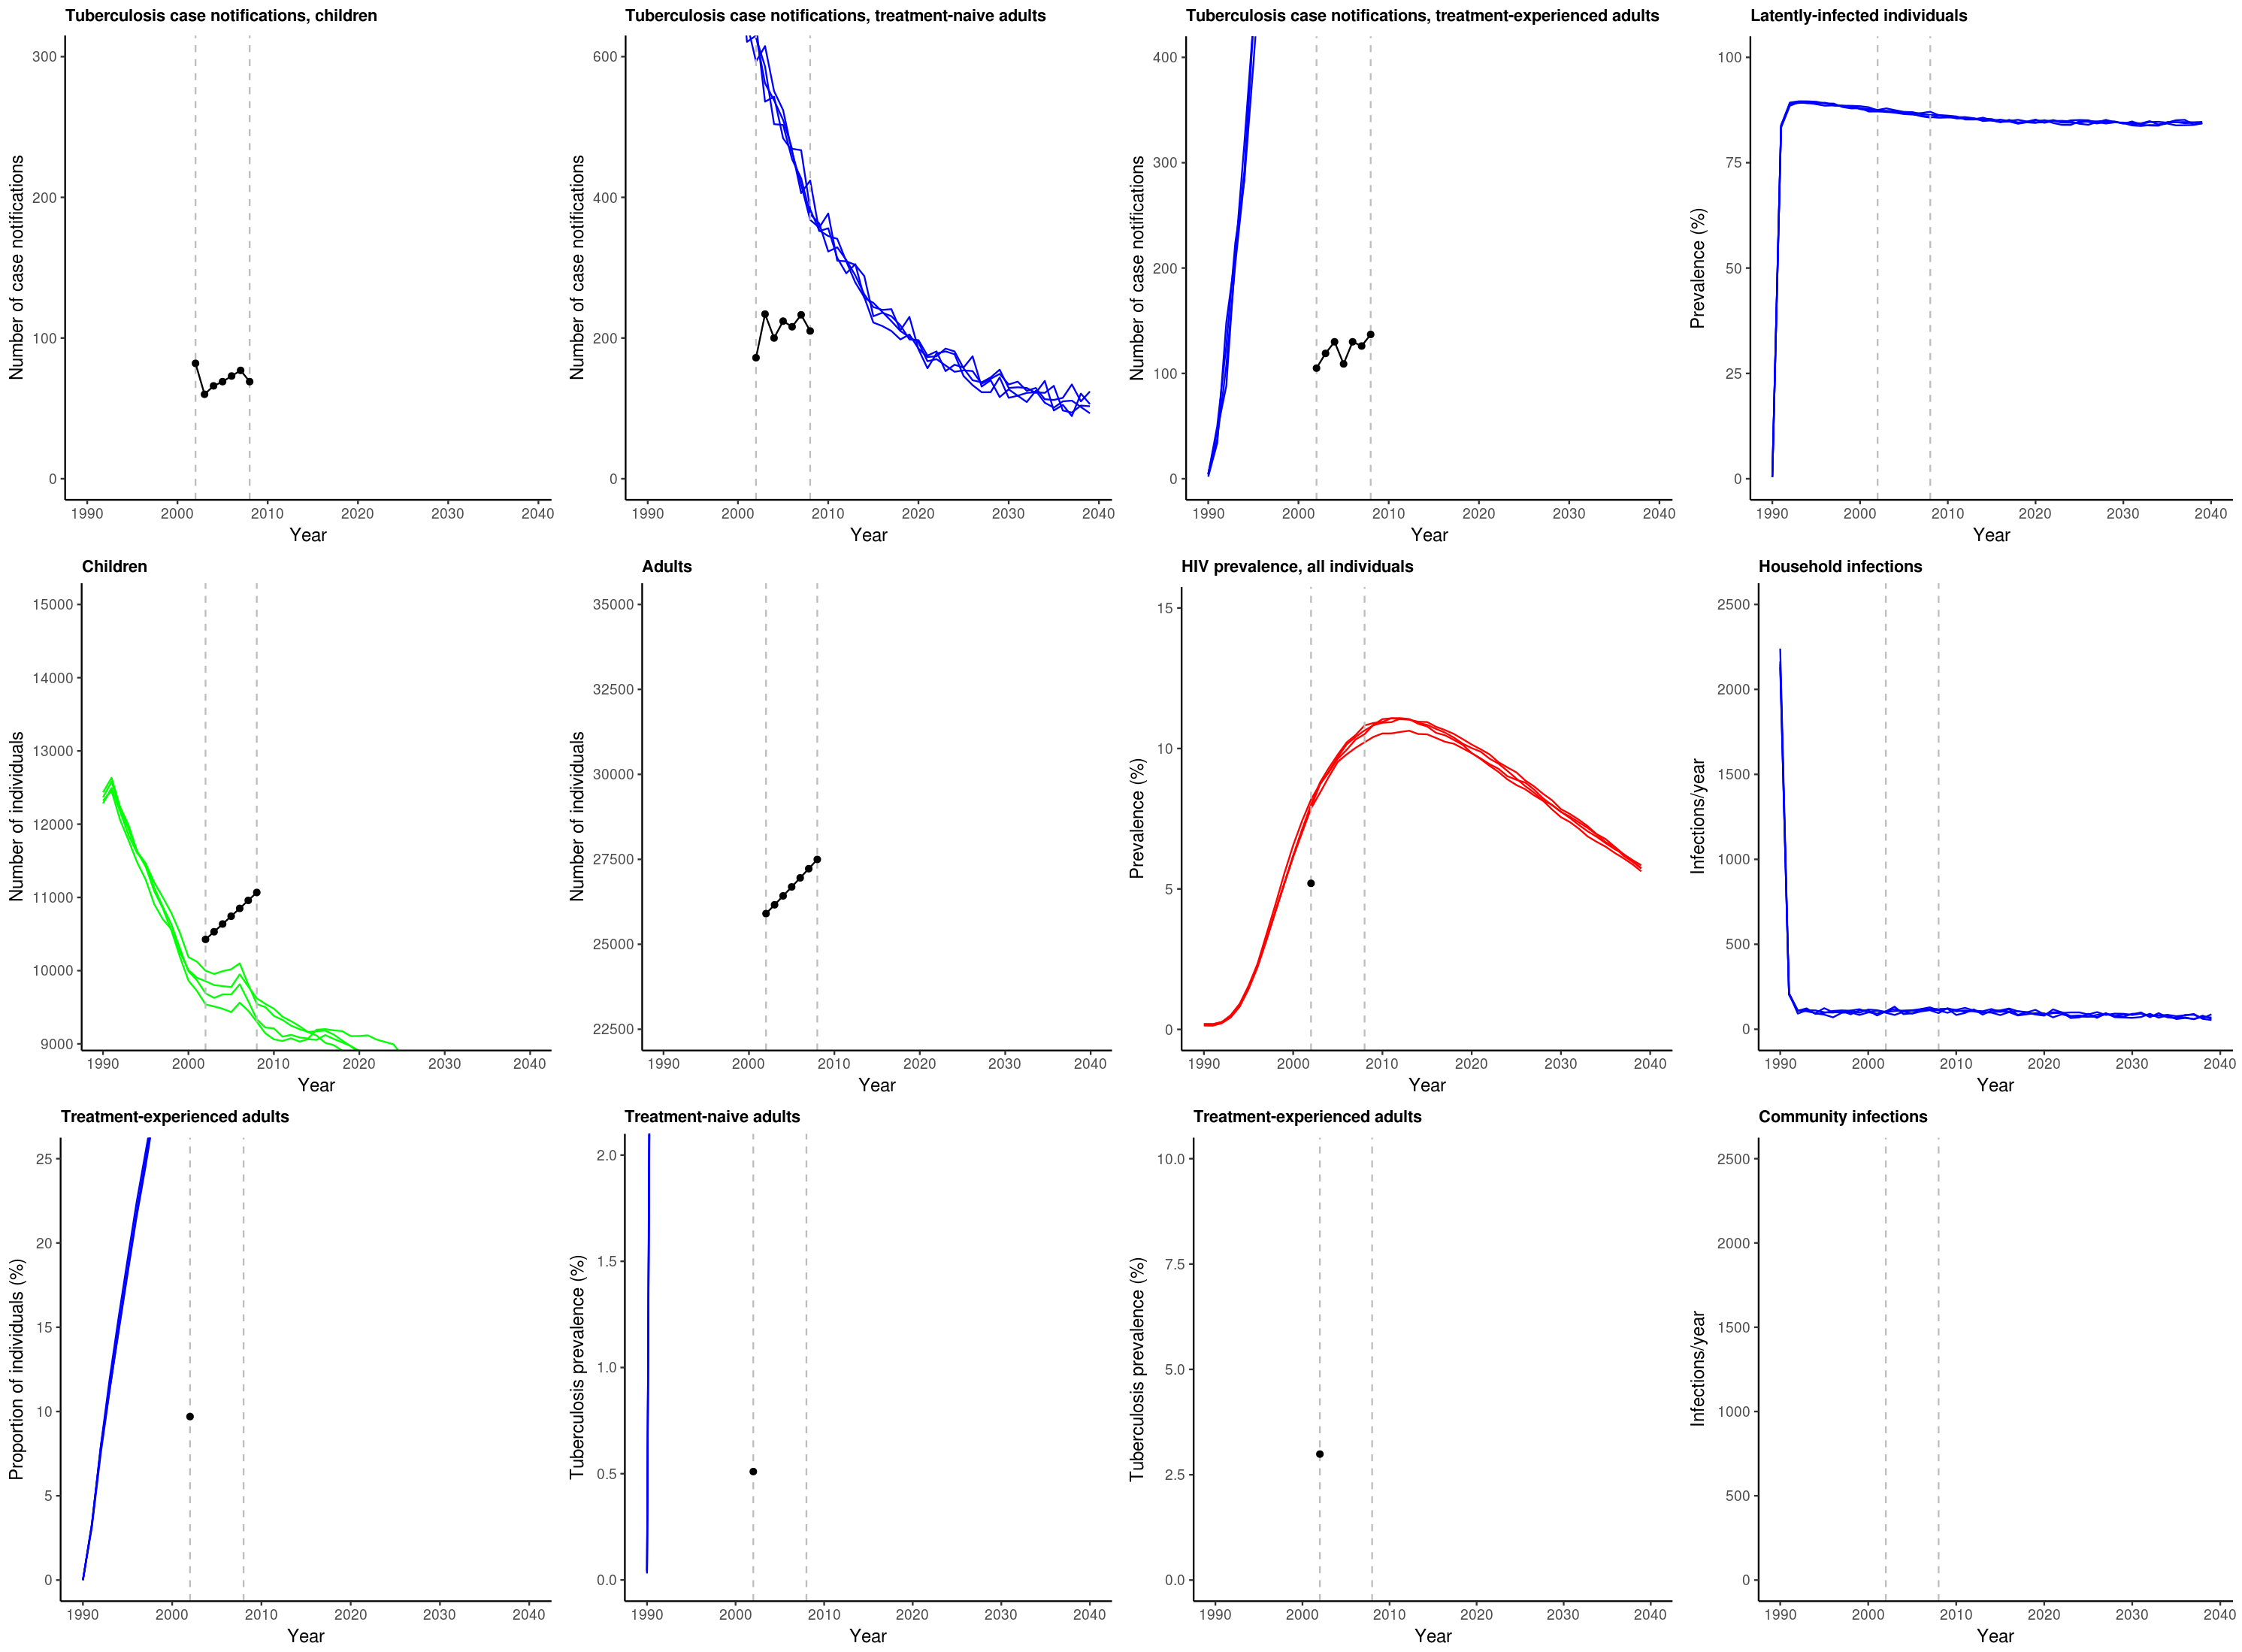 Tuberculosis case notifications, children
Number of case notifications
300
200
100
0
1990 2000 2010 2020 2030 2040
Year
Tuberculosis case notifications, treatment-naive adults
Number of case notifications
600
400
200
0
1990 2000 2010 2020 2030 2040
Year
Tuberculosis case notifications, treatment-experienced adults
Number of case notifications
400
300
200
100
0
1990 2000 2010 2020 2030 2040
Year
Latently-infected individuals
Prevalence (%)
100
75
50
25
0
1990 2000 2010 2020 2030 2040
Year
Children
Number of individuals
15000
14000
13000
12000
11000
10000
9000
1990 2000 2010 2020 2030 2040
Year
Adults
Number of individuals
35000
32500
30000
27500
25000
22500
1990 2000 2010 2020 2030 2040
Year
HIV prevalence, all individuals
Prevalence (%)
15
10
5
0
1990 2000 2010 2020 2030 2040
Year
Household infections
Infections/year
2500
2000
1500
1000
500
0
1990 2000 2010 2020 2030 2040
Year
Treatment-experienced adults
Proportion of individuals (%)
25
20
15
10
5
0
1990 2000 2010 2020 2030 2040
Year
Treatment-naive adults
Tuberculosis prevalence (%)
2.0
1.5
1.0
0.5
0.0
1990 2000 2010 2020 2030 2040
Year
Treatment-experienced adults
Tuberculosis prevalence (%)
10.0
7.5
5.0
2.5
0.0
1990 2000 2010 2020 2030 2040
Year
Community infections
Infections/year
2500
2000
1500
1000
500
0
1990 2000 2010 2020 2030 2040
Year